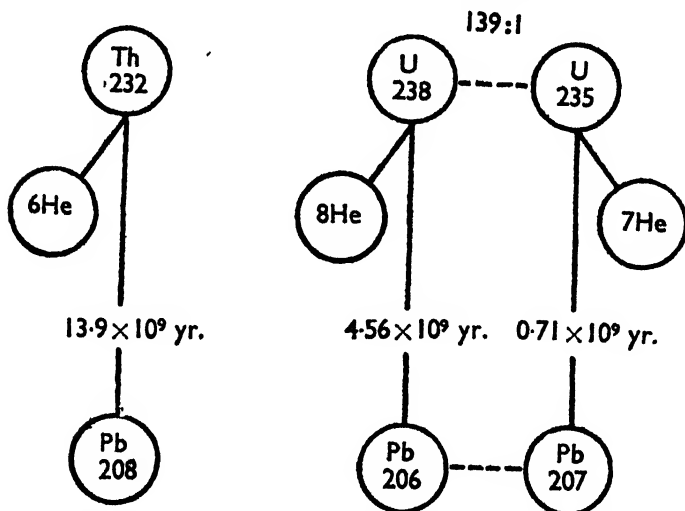 139:1
Th
232
U
238
U
235
6He
8He
7He
13·9 × 10⁹ yr.
4·56 × 10⁹ yr.
0·71 × 10⁹ yr.
Pb
208
Pb
206
Pb
207